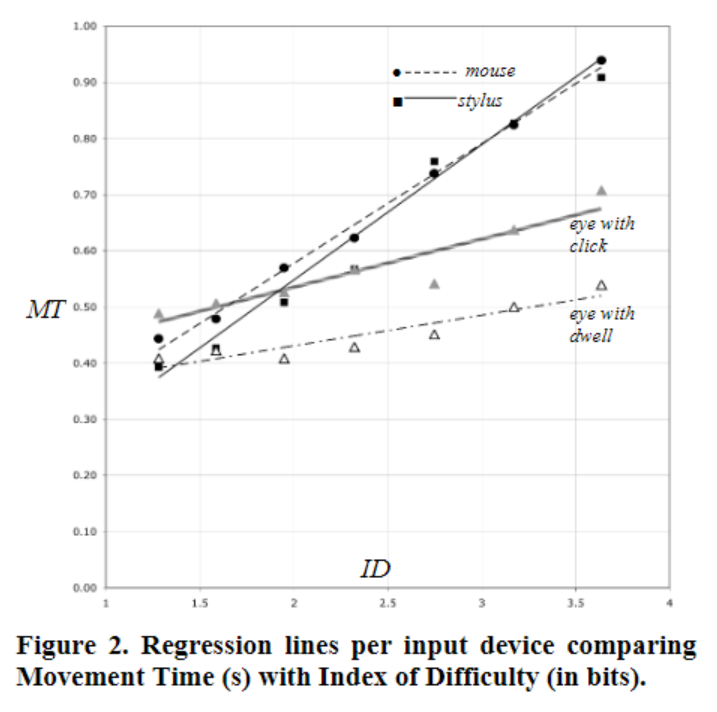 1.00
0.90
mouse
stylus
0.80
0.70
0.60
eye with
click
MT
0.50
eye with
dwell
0.40
0.30
0.20
0.10
ID
0.00
1 1.5 2 2.5 3 3.5 4
Figure 2. Regression lines per input device comparing
Movement Time (s) with Index of Difficulty (in bits).